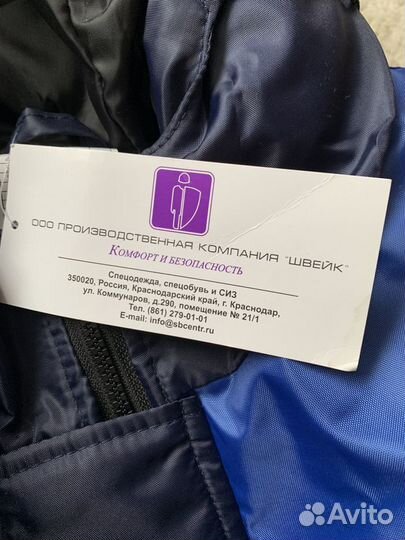 ООО ПРОИЗВОДСТВЕННАЯ КОМПАНИЯ "ШВЕЙК"
КОМФОРТ И БЕЗОПАСНОСТЬ
Спецодежда, спецобувь и СИЗ
350020, Россия, Краснодарский край, г. Краснодар,
ул. Коммунаров, д.290, помещение № 21/1
Тел. (861) 279-01-01
E-mail: info@sbcentr.ru
Avito